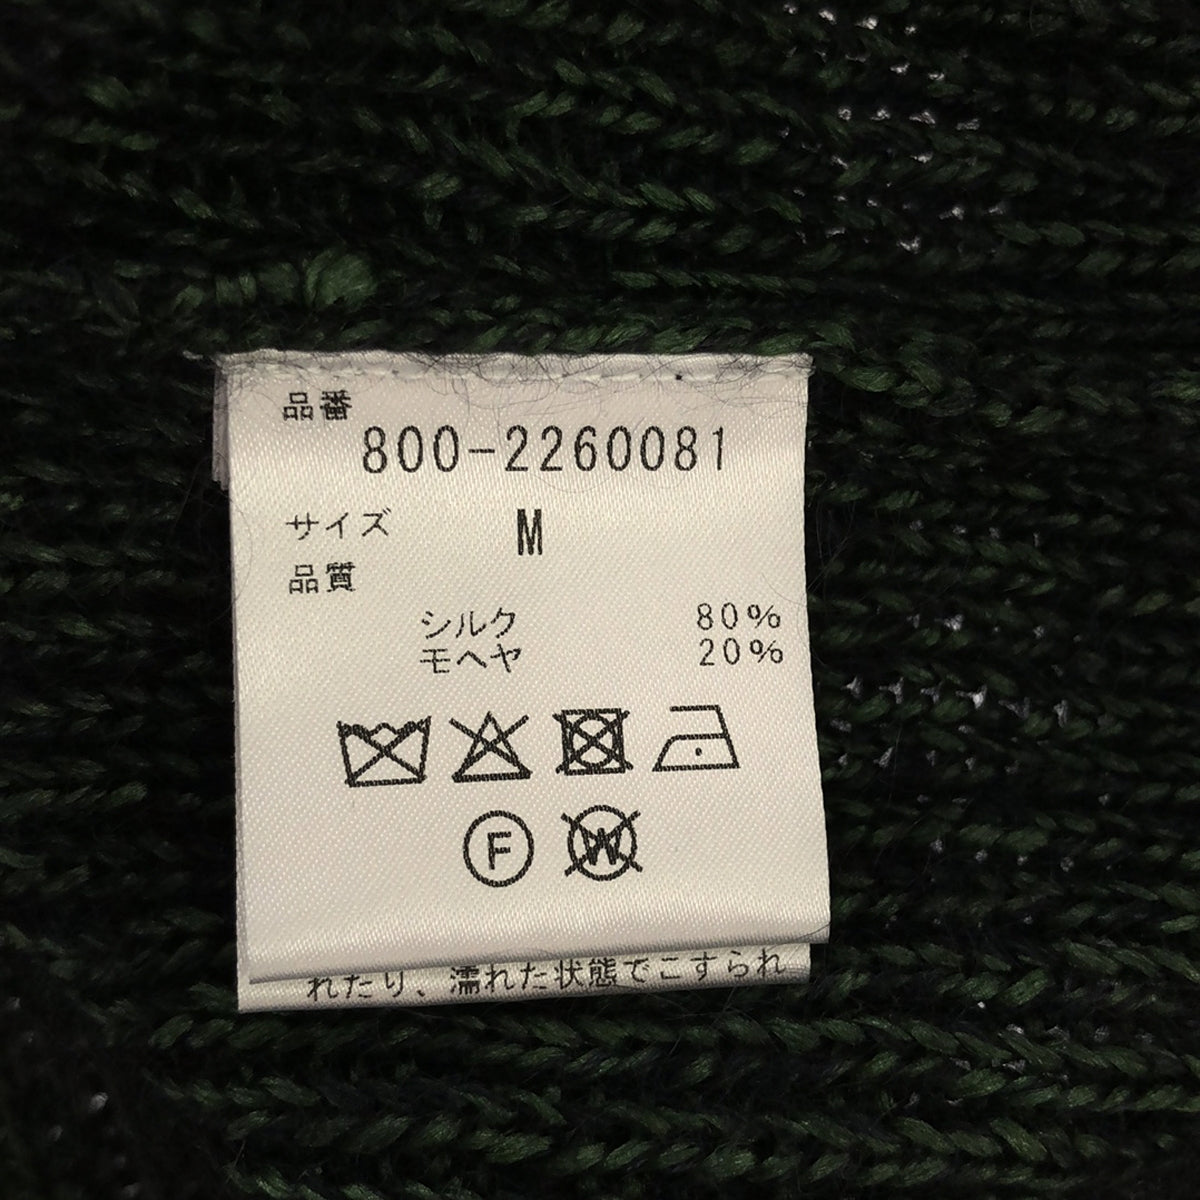 品番
800-2260081
サイズ M
品質
シルク 80%
モヘヤ 20%
F W
れたり、濡れた状態でこすられ